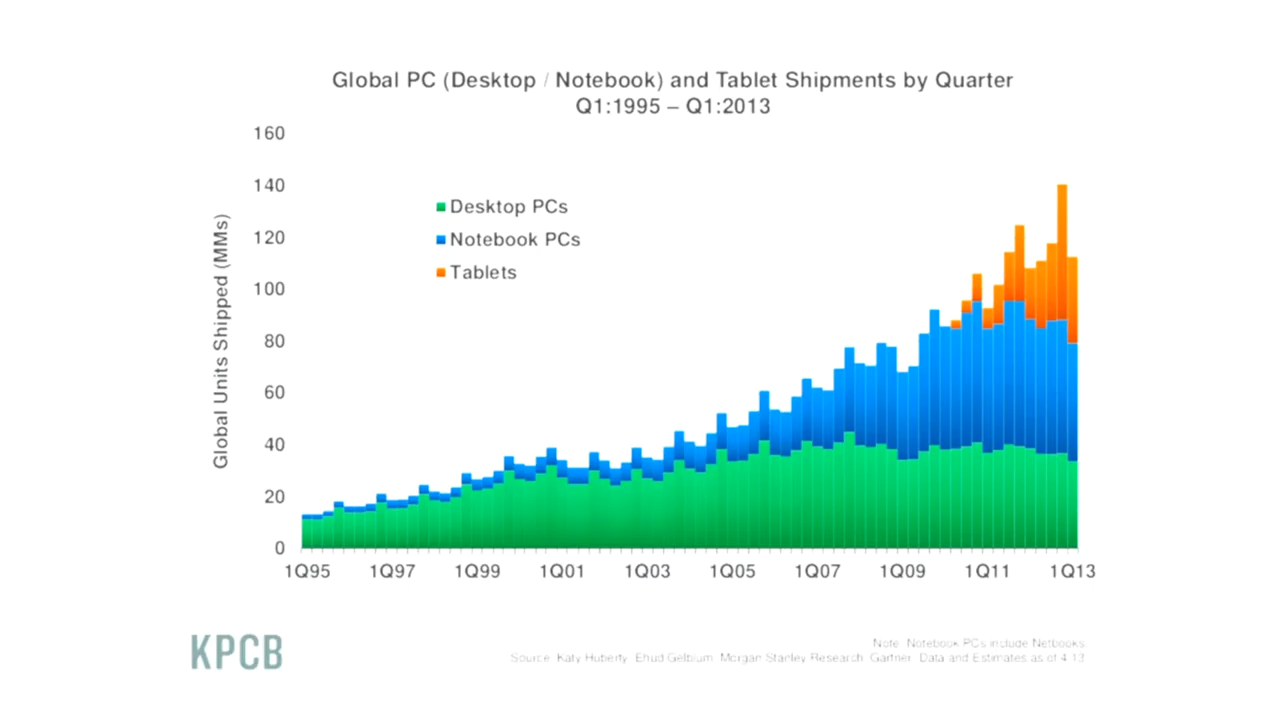 Global PC (Desktop / Notebook) and Tablet Shipments by Quarter
Q1:1995 – Q1:2013
160
140
120
100
80
60
40
20
0
Global Units Shipped (MMs)
Desktop PCs
Notebook PCs
Tablets
1Q95 1Q97 1Q99 1Q01 1Q03 1Q05 1Q07 1Q09 1Q11 1Q13
KPCB
Note: Notebook PCs include Netbooks
Source: Katy Huberty, Ehud Gelblum, Morgan Stanley Research. Gartner. Data and Estimates as of 4/13